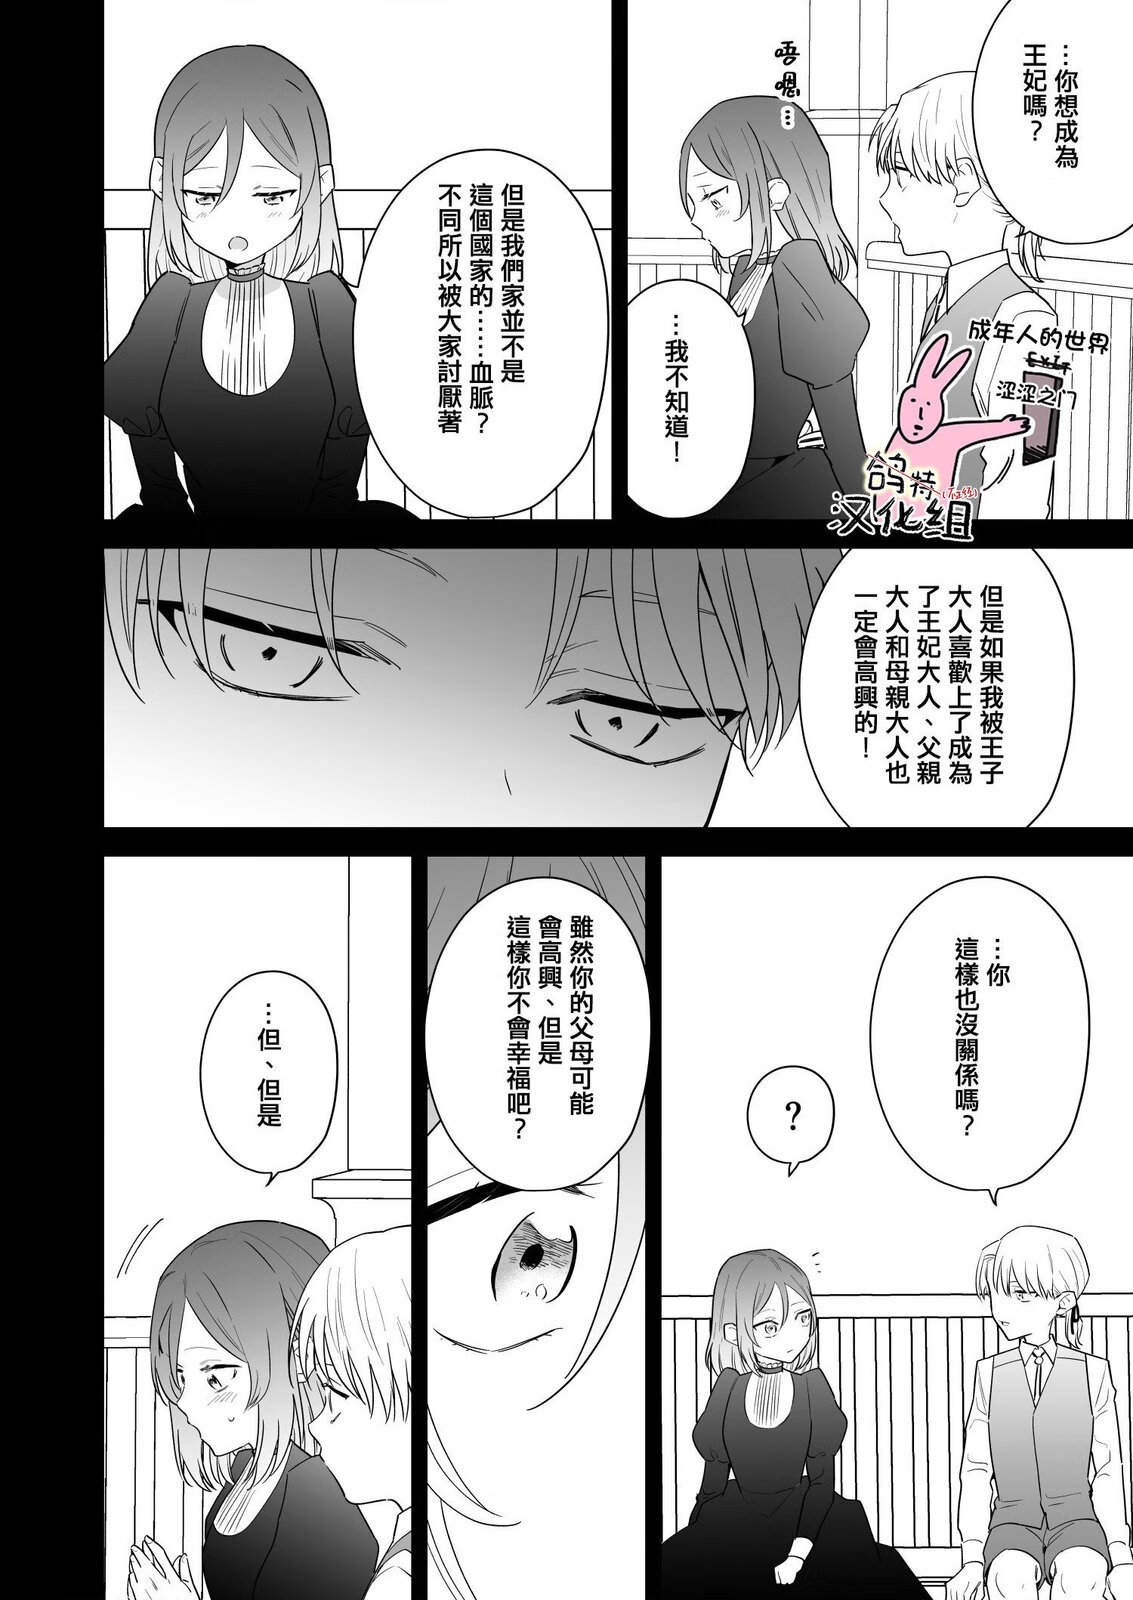 …你想成為
王妃嗎？
唔嗯…
…我不知道！
成年人的世界
EXIT
涩涩之门
鸽特
(不正经)
汉化组
但是我們家並不是
這個國家的……血脈？
不同所以被大家討厭著
但是如果我被王子
大人喜歡上了成為
了王妃大人、父親
大人和母親大人也
一定會高興的！
…你
這樣也沒關係嗎？
？
雖然你的父母可能
會高興、但是
這樣你不會幸福吧？
…但、但是